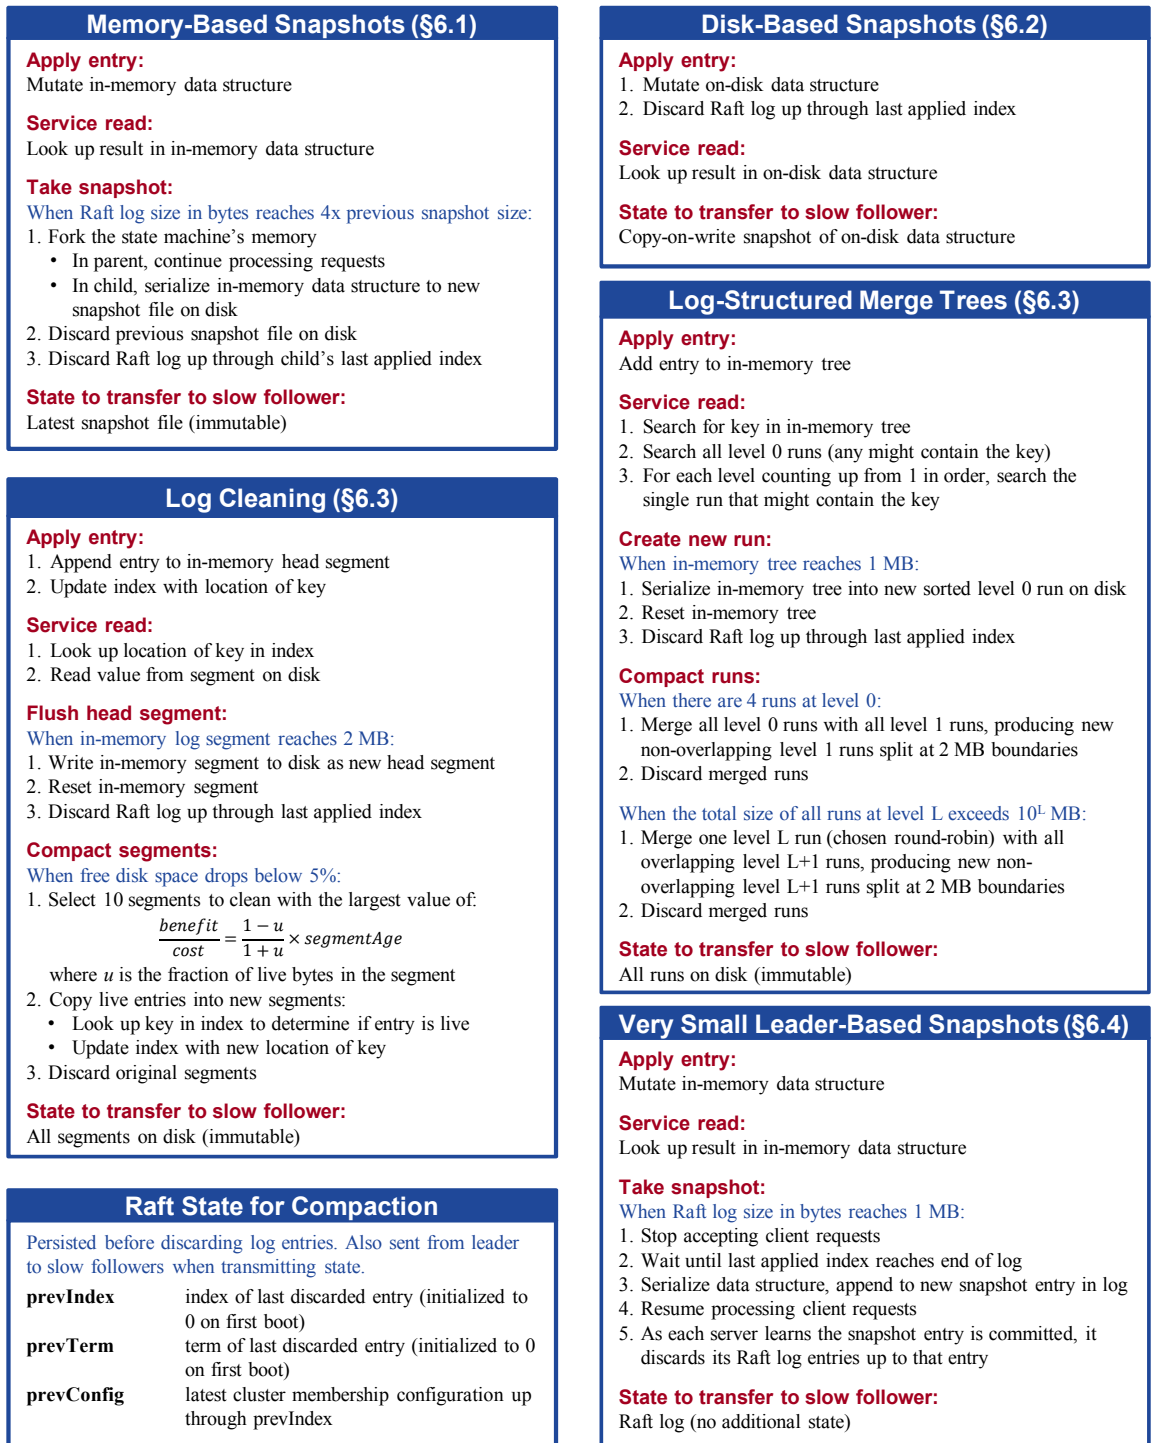 Memory-Based Snapshots (§6.1)
Apply entry:
Mutate in-memory data structure
Service read:
Look up result in in-memory data structure
Take snapshot:
When Raft log size in bytes reaches 4x previous snapshot size:
1. Fork the state machine's memory
• In parent, continue processing requests
• In child, serialize in-memory data structure to new
snapshot file on disk
2. Discard previous snapshot file on disk
3. Discard Raft log up through child's last applied index
State to transfer to slow follower:
Latest snapshot file (immutable)
Log Cleaning (§6.3)
Apply entry:
1. Append entry to in-memory head segment
2. Update index with location of key
Service read:
1. Look up location of key in index
2. Read value from segment on disk
Flush head segment:
When in-memory log segment reaches 2 MB:
1. Write in-memory segment to disk as new head segment
2. Reset in-memory segment
3. Discard Raft log up through last applied index
Compact segments:
When free disk space drops below 5%:
1. Select 10 segments to clean with the largest value of:
benefit/cost = (1 − u)/(1 + u) × segmentAge
where u is the fraction of live bytes in the segment
2. Copy live entries into new segments:
• Look up key in index to determine if entry is live
• Update index with new location of key
3. Discard original segments
State to transfer to slow follower:
All segments on disk (immutable)
Raft State for Compaction
Persisted before discarding log entries. Also sent from leader
to slow followers when transmitting state.
prevIndex index of last discarded entry (initialized to
0 on first boot)
prevTerm term of last discarded entry (initialized to 0
on first boot)
prevConfig latest cluster membership configuration up
through prevIndex
Disk-Based Snapshots (§6.2)
Apply entry:
1. Mutate on-disk data structure
2. Discard Raft log up through last applied index
Service read:
Look up result in on-disk data structure
State to transfer to slow follower:
Copy-on-write snapshot of on-disk data structure
Log-Structured Merge Trees (§6.3)
Apply entry:
Add entry to in-memory tree
Service read:
1. Search for key in in-memory tree
2. Search all level 0 runs (any might contain the key)
3. For each level counting up from 1 in order, search the
single run that might contain the key
Create new run:
When in-memory tree reaches 1 MB:
1. Serialize in-memory tree into new sorted level 0 run on disk
2. Reset in-memory tree
3. Discard Raft log up through last applied index
Compact runs:
When there are 4 runs at level 0:
1. Merge all level 0 runs with all level 1 runs, producing new
non-overlapping level 1 runs split at 2 MB boundaries
2. Discard merged runs
When the total size of all runs at level L exceeds 10ᴸ MB:
1. Merge one level L run (chosen round-robin) with all
overlapping level L+1 runs, producing new non-
overlapping level L+1 runs split at 2 MB boundaries
2. Discard merged runs
State to transfer to slow follower:
All runs on disk (immutable)
Very Small Leader-Based Snapshots (§6.4)
Apply entry:
Mutate in-memory data structure
Service read:
Look up result in in-memory data structure
Take snapshot:
When Raft log size in bytes reaches 1 MB:
1. Stop accepting client requests
2. Wait until last applied index reaches end of log
3. Serialize data structure, append to new snapshot entry in log
4. Resume processing client requests
5. As each server learns the snapshot entry is committed, it
discards its Raft log entries up to that entry
State to transfer to slow follower:
Raft log (no additional state)